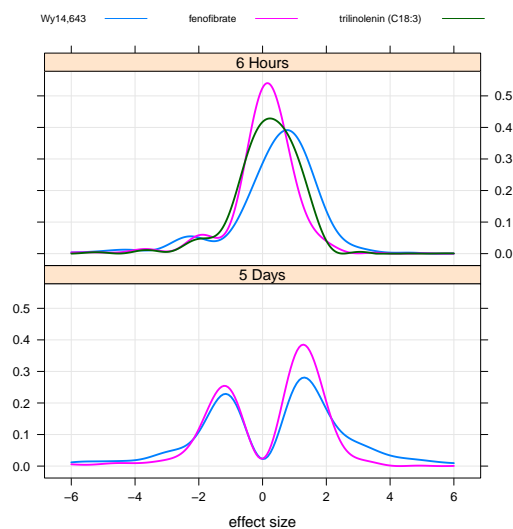 Wy14,643 fenofibrate trilinolenin (C18:3)
6 Hours
0.5
0.4
0.3
0.2
0.1
0.0
5 Days
0.5
0.4
0.3
0.2
0.1
0.0
−6 −4 −2 0 2 4 6
effect size